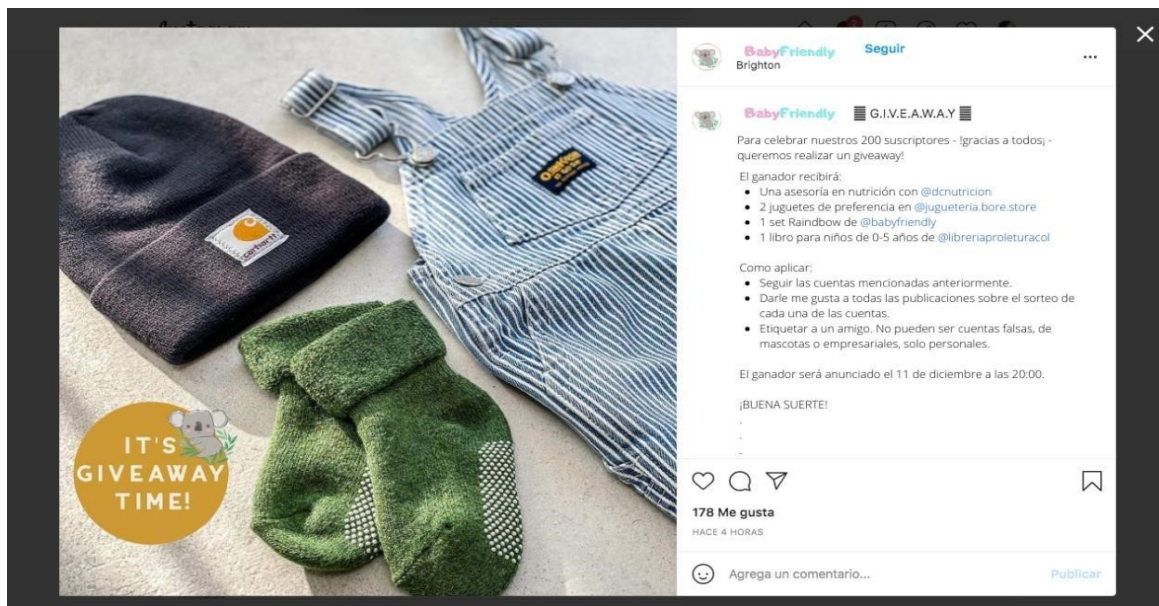 BabyFriendly Seguir
Brighton
BabyFriendly G.I.V.E.A.W.A.Y
Para celebrar nuestros 200 suscriptores - !gracias a todos¡ -
queremos realizar un giveaway!
El ganador recibirá:
• Una asesoría en nutrición con @dcnutricion
• 2 juguetes de preferencia en @jugueteria.bore.store
• 1 set Raindbow de @babyfriendly
• 1 libro para niños de 0-5 años de @libreriaproleturacol
Como aplicar:
• Seguir las cuentas mencionadas anteriormente.
• Darle me gusta a todas las publicaciones sobre el sorteo de
cada una de las cuentas.
• Etiquetar a un amigo. No pueden ser cuentas falsas, de
mascotas o empresariales, solo personales.
El ganador será anunciado el 11 de diciembre a las 20:00.
¡BUENA SUERTE!
.
.
.
178 Me gusta
HACE 4 HORAS
Agrega un comentario... Publicar
carhartt
IT'S
GIVEAWAY
TIME!